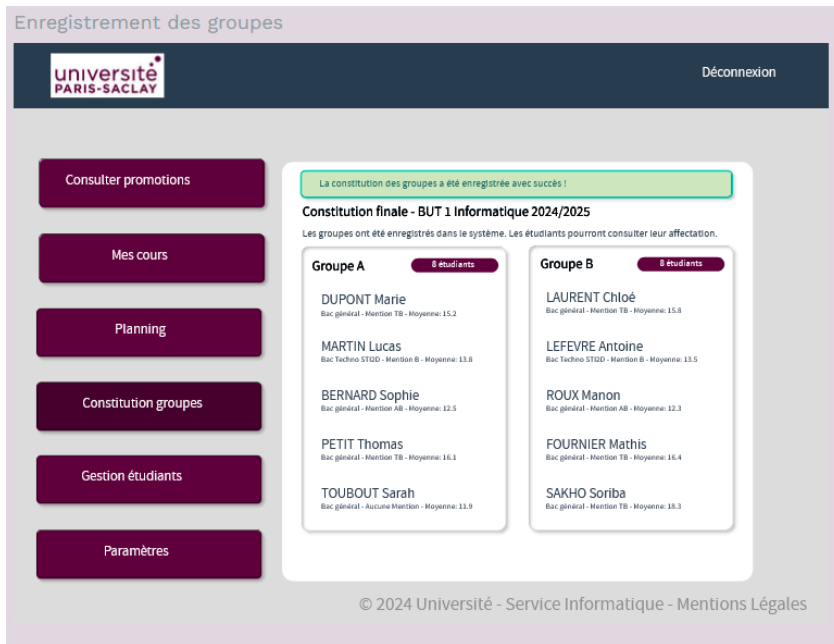 Enregistrement des groupes
université
PARIS-SACLAY
Déconnexion
Consulter promotions
Mes cours
Planning
Constitution groupes
Gestion étudiants
Paramètres
La constitution des groupes a été enregistrée avec succès !
Constitution finale - BUT 1 Informatique 2024/2025
Les groupes ont été enregistrés dans le système. Les étudiants pourront consulter leur affectation.
Groupe A
8 étudiants
DUPONT Marie
Bac général - Mention TB - Moyenne: 15.2
MARTIN Lucas
Bac Techno STI2D - Mention B - Moyenne: 13.8
BERNARD Sophie
Bac général - Mention AB - Moyenne: 12.5
PETIT Thomas
Bac général - Mention TB - Moyenne: 16.1
TOUBOUT Sarah
Bac général - Aucune Mention - Moyenne: 11.9
Groupe B
8 étudiants
LAURENT Chloé
Bac général - Mention TB - Moyenne: 15.8
LEFEVRE Antoine
Bac Techno STI2D - Mention B - Moyenne: 13.5
ROUX Manon
Bac général - Mention AB - Moyenne: 12.3
FOURNIER Mathis
Bac général - Mention TB - Moyenne: 16.4
SAKHO Soriba
Bac général - Mention TB - Moyenne: 18.3
© 2024 Université - Service Informatique - Mentions Légales